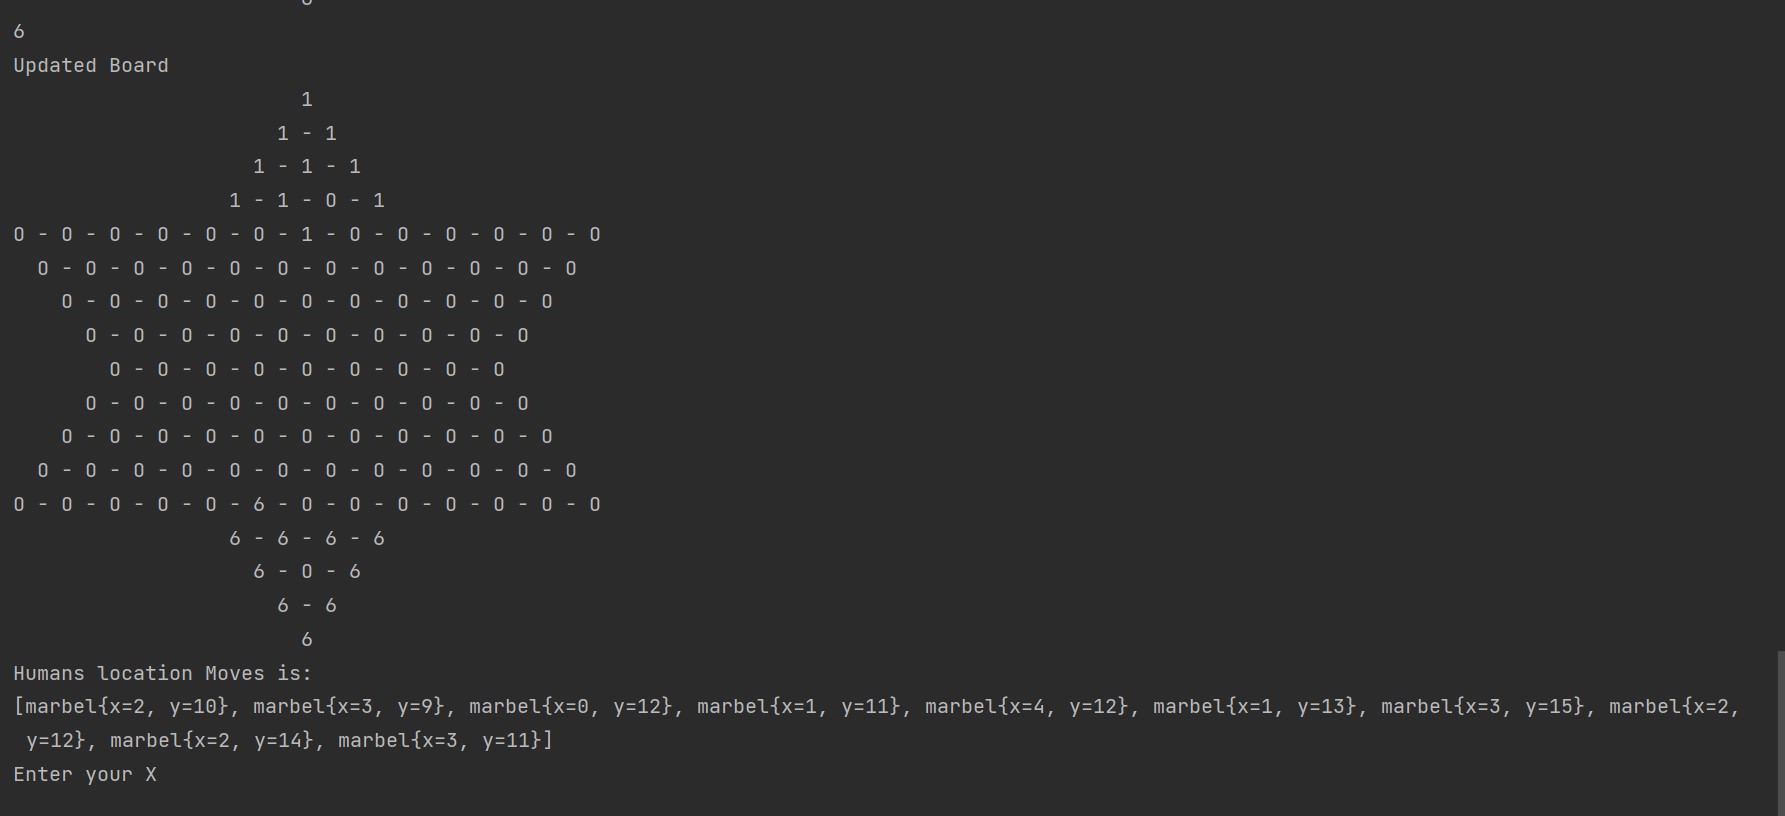 6
Updated Board
                        1
                      1 - 1
                    1 - 1 - 1
                  1 - 1 - 0 - 1
0 - 0 - 0 - 0 - 0 - 0 - 1 - 0 - 0 - 0 - 0 - 0 - 0
  0 - 0 - 0 - 0 - 0 - 0 - 0 - 0 - 0 - 0 - 0 - 0
    0 - 0 - 0 - 0 - 0 - 0 - 0 - 0 - 0 - 0 - 0
      0 - 0 - 0 - 0 - 0 - 0 - 0 - 0 - 0 - 0
        0 - 0 - 0 - 0 - 0 - 0 - 0 - 0 - 0
      0 - 0 - 0 - 0 - 0 - 0 - 0 - 0 - 0 - 0
    0 - 0 - 0 - 0 - 0 - 0 - 0 - 0 - 0 - 0 - 0
  0 - 0 - 0 - 0 - 0 - 0 - 0 - 0 - 0 - 0 - 0 - 0
0 - 0 - 0 - 0 - 0 - 6 - 0 - 0 - 0 - 0 - 0 - 0 - 0
                  6 - 6 - 6 - 6
                    6 - 0 - 6
                      6 - 6
                        6
Humans location Moves is:
[marbel{x=2, y=10}, marbel{x=3, y=9}, marbel{x=0, y=12}, marbel{x=1, y=11}, marbel{x=4, y=12}, marbel{x=1, y=13}, marbel{x=3, y=15}, marbel{x=2,
 y=12}, marbel{x=2, y=14}, marbel{x=3, y=11}]
Enter your X